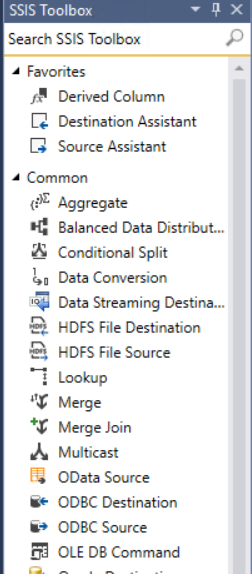 SSIS Toolbox
Search SSIS Toolbox
Favorites
Derived Column
Destination Assistant
Source Assistant
Common
Aggregate
Balanced Data Distribut...
Conditional Split
Data Conversion
Data Streaming Destina...
HDFS File Destination
HDFS File Source
Lookup
Merge
Merge Join
Multicast
OData Source
ODBC Destination
ODBC Source
OLE DB Command